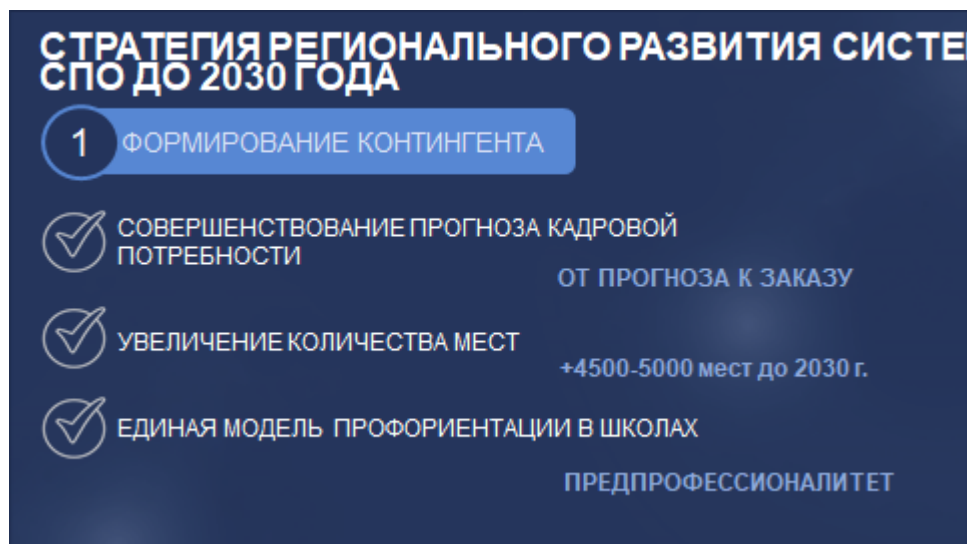 СТРАТЕГИЯ РЕГИОНАЛЬНОГО РАЗВИТИЯ СИСТЕ
СПО ДО 2030 ГОДА
1 ФОРМИРОВАНИЕ КОНТИНГЕНТА
СОВЕРШЕНСТВОВАНИЕ ПРОГНОЗА КАДРОВОЙ
ПОТРЕБНОСТИ
ОТ ПРОГНОЗА К ЗАКАЗУ
УВЕЛИЧЕНИЕ КОЛИЧЕСТВА МЕСТ
+4500-5000 мест до 2030 г.
ЕДИНАЯ МОДЕЛЬ ПРОФОРИЕНТАЦИИ В ШКОЛАХ
ПРЕДПРОФЕССИОНАЛИТЕТ